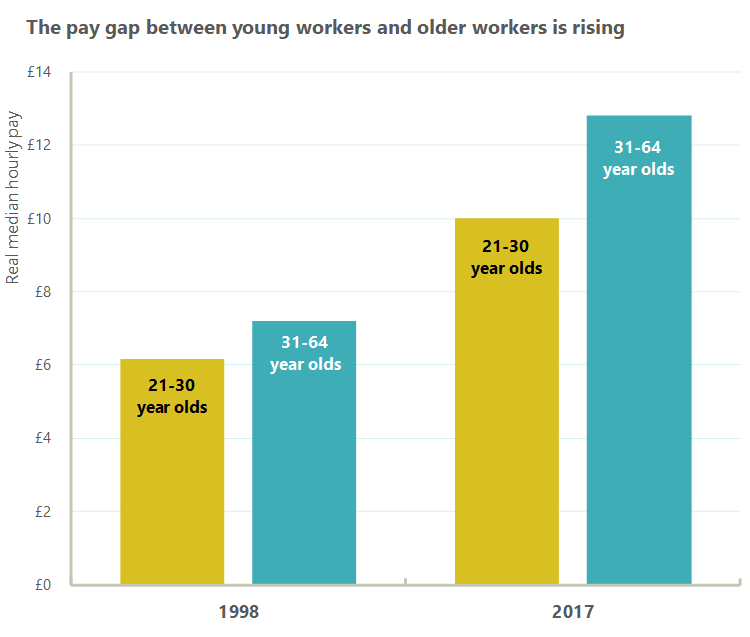 The pay gap between young workers and older workers is rising
Real median hourly pay
£14
£12
£10
£8
£6
£4
£2
£0
21-30
year olds
31-64
year olds
21-30
year olds
31-64
year olds
1998
2017